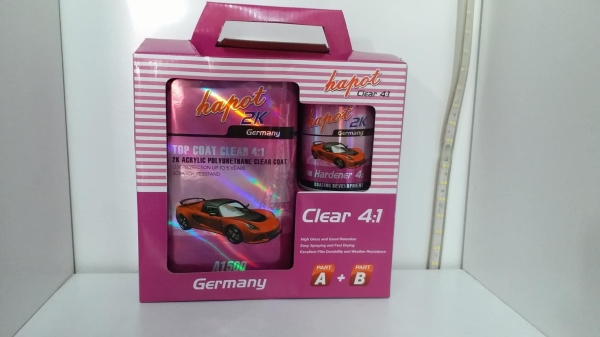 hapot
Clear 4:1
hapot
2K
Germany
TOP COAT CLEAR 4:1
2K ACRYLIC POLYURETHANE CLEAR COAT
A1500
hapot
2K
Germany
Hardener 4:
Clear 4:1
High Gloss and Good Retention
Easy Spraying and Fast Drying
Excellent Film Durability and Weather Resistance
PART
A
+
PART
B
Germany